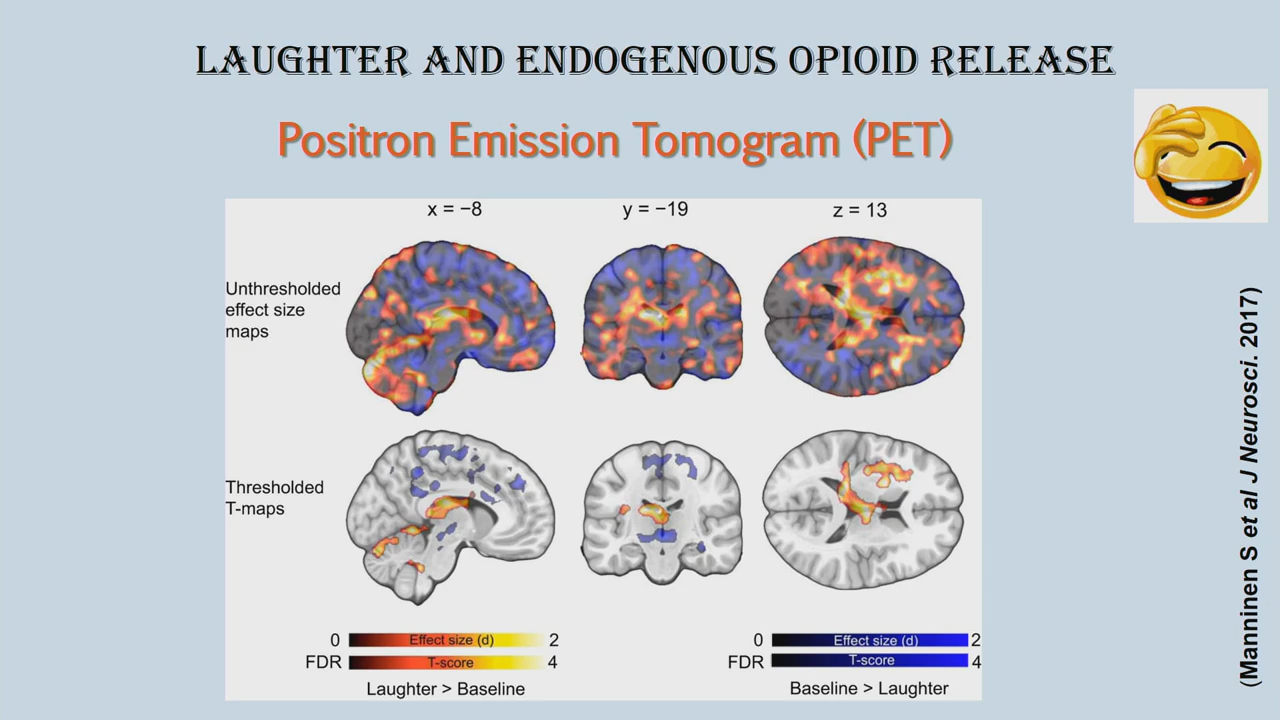 LAUGHTER AND ENDOGENOUS OPIOID RELEASE
Positron Emission Tomogram (PET)
x = −8
y = −19
z = 13
Unthresholded
effect size
maps
Thresholded
T-maps
0 Effect size (d) 2
FDR T-score 4
Laughter > Baseline
0 Effect size (d) 2
FDR T-score 4
Baseline > Laughter
(Manninen S et al J Neurosci. 2017)